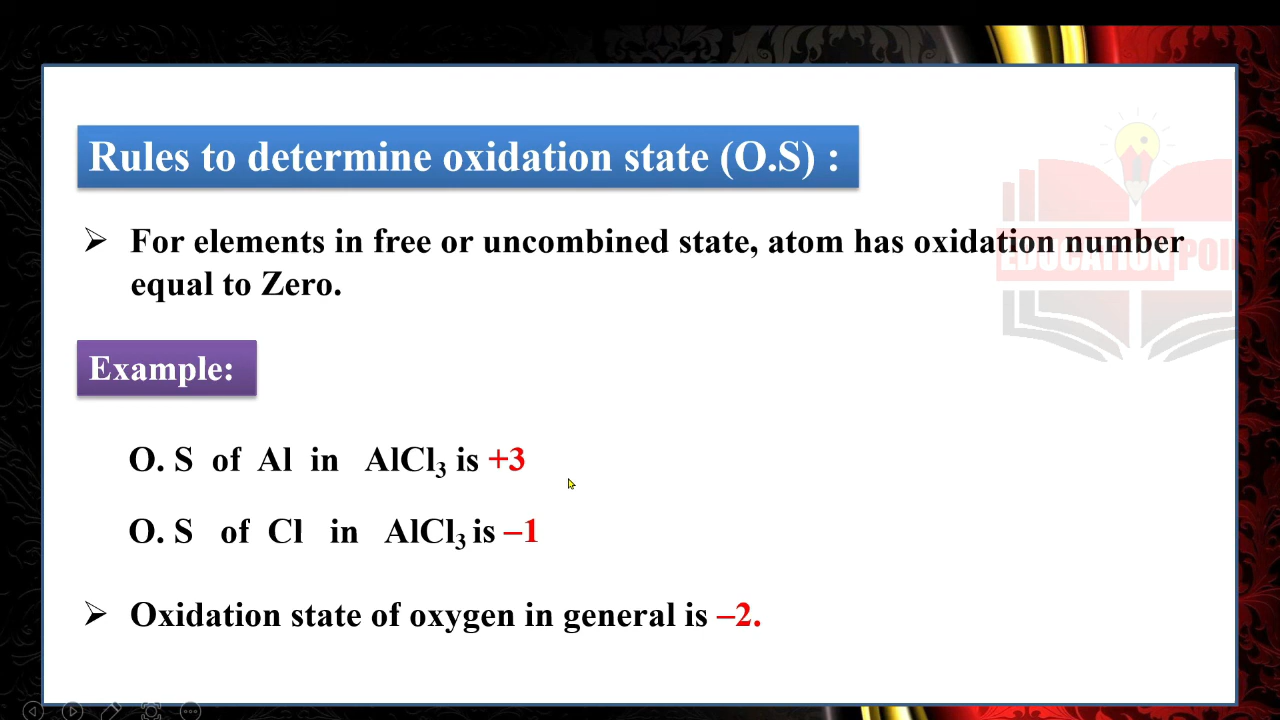 Rules to determine oxidation state (O.S) :
➢ For elements in free or uncombined state, atom has oxidation number
equal to Zero.
EDUCATION POI
Example:
O. S of Al in AlCl₃ is +3
O. S of Cl in AlCl₃ is –1
➢ Oxidation state of oxygen in general is –2.